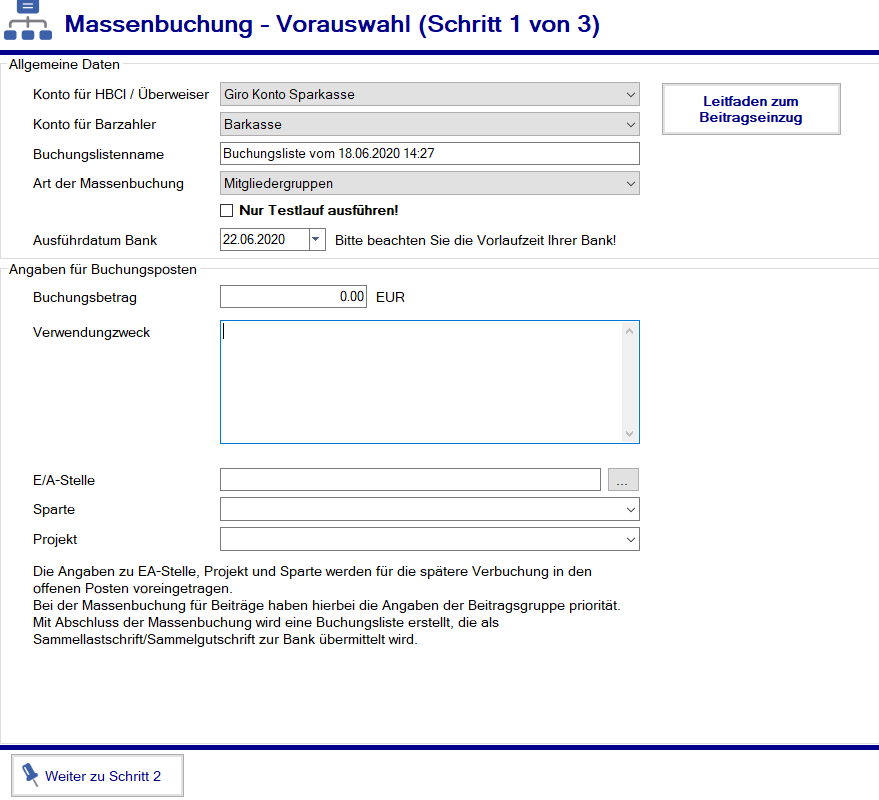 Massenbuchung - Vorauswahl (Schritt 1 von 3)
Allgemeine Daten
Konto für HBCI / Überweiser Giro Konto Sparkasse
Leitfaden zum
Beitragseinzug
Konto für Barzahler Barkasse
Buchungslistenname Buchungsliste vom 18.06.2020 14:27
Art der Massenbuchung Mitgliedergruppen
Nur Testlauf ausführen!
Ausführdatum Bank 22.06.2020 Bitte beachten Sie die Vorlaufzeit Ihrer Bank!
Angaben für Buchungsposten
Buchungsbetrag 0.00 EUR
Verwendungzweck
E/A-Stelle ...
Sparte
Projekt
Die Angaben zu EA-Stelle, Projekt und Sparte werden für die spätere Verbuchung in den
offenen Posten voreingetragen.
Bei der Massenbuchung für Beiträge haben hierbei die Angaben der Beitragsgruppe priorität.
Mit Abschluss der Massenbuchung wird eine Buchungsliste erstellt, die als
Sammellastschrift/Sammelgutschrift zur Bank übermittelt wird.
Weiter zu Schritt 2